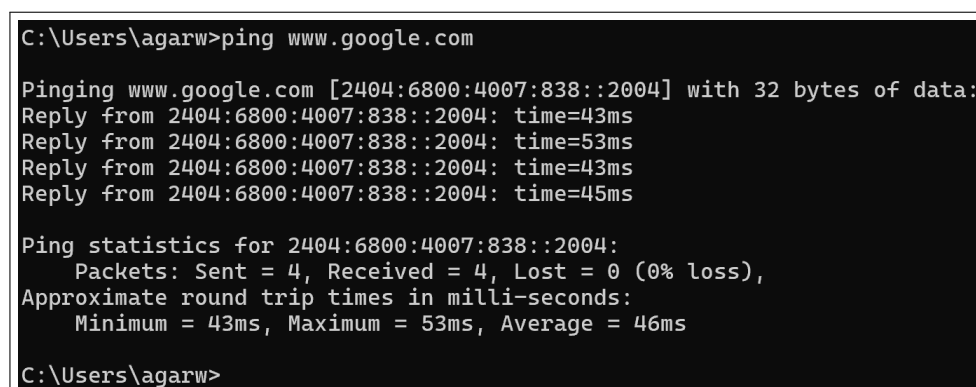 C:\Users\agarw>ping www.google.com
Pinging www.google.com [2404:6800:4007:838::2004] with 32 bytes of data:
Reply from 2404:6800:4007:838::2004: time=43ms
Reply from 2404:6800:4007:838::2004: time=53ms
Reply from 2404:6800:4007:838::2004: time=43ms
Reply from 2404:6800:4007:838::2004: time=45ms
Ping statistics for 2404:6800:4007:838::2004:
Packets: Sent = 4, Received = 4, Lost = 0 (0% loss),
Approximate round trip times in milli-seconds:
Minimum = 43ms, Maximum = 53ms, Average = 46ms
C:\Users\agarw>